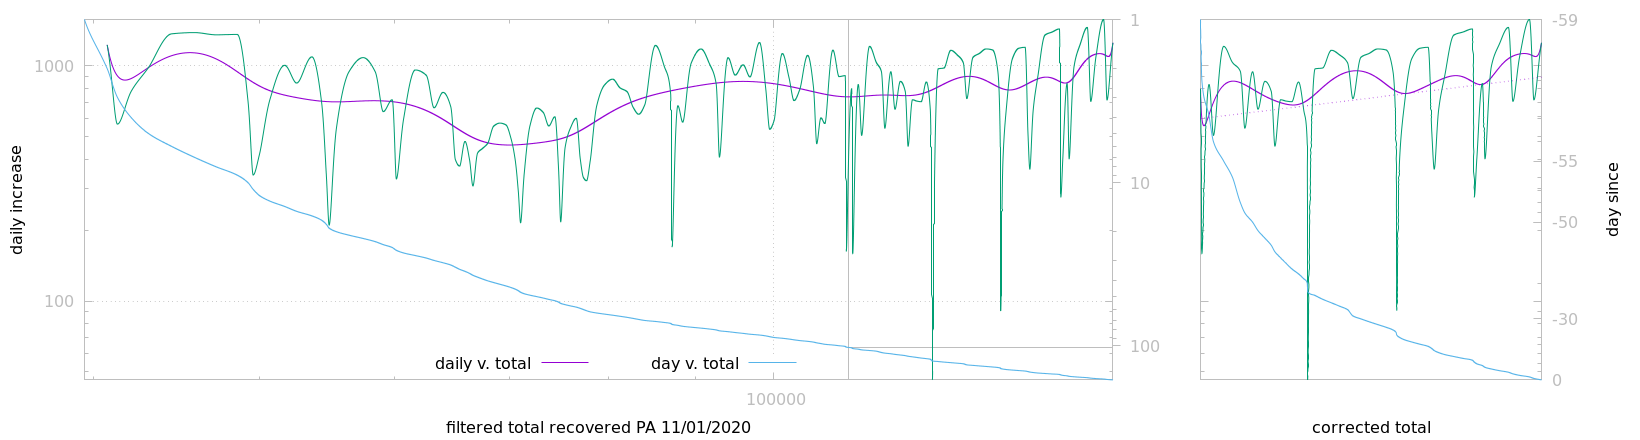 1000
100
daily increase
daily v. total
day v. total
100000
filtered total recovered PA 11/01/2020
1
10
100
-59
-55
-50
-30
0
day since
corrected total